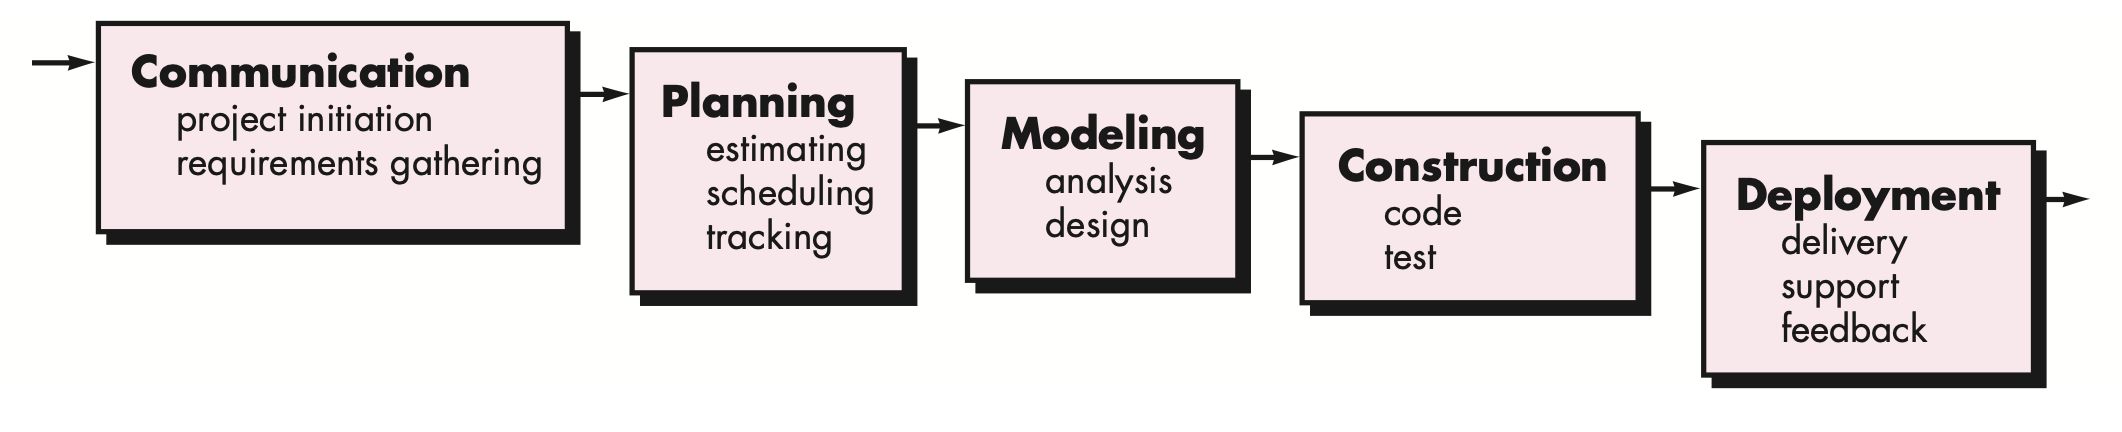 Communication
project initiation
requirements gathering
Planning
estimating
scheduling
tracking
Modeling
analysis
design
Construction
code
test
Deployment
delivery
support
feedback